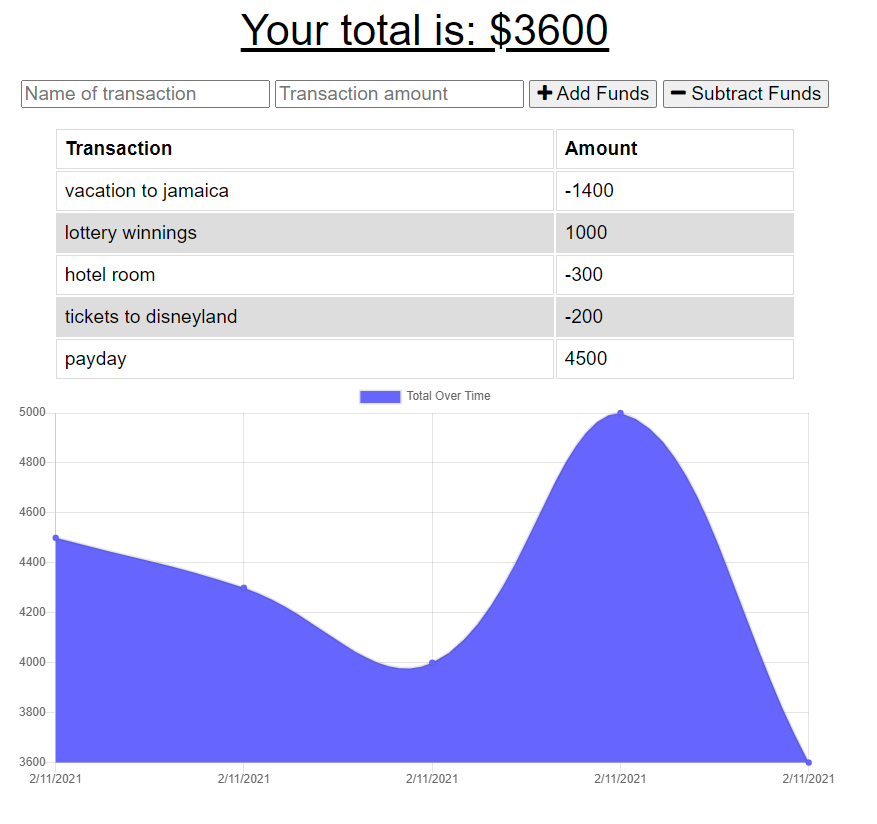 Your total is: $3600
Name of transaction Transaction amount Add Funds Subtract Funds
Transaction Amount
vacation to jamaica -1400
lottery winnings 1000
hotel room -300
tickets to disneyland -200
payday 4500
Total Over Time
5000
4800
4600
4400
4200
4000
3800
3600
2/11/2021 2/11/2021 2/11/2021 2/11/2021 2/11/2021